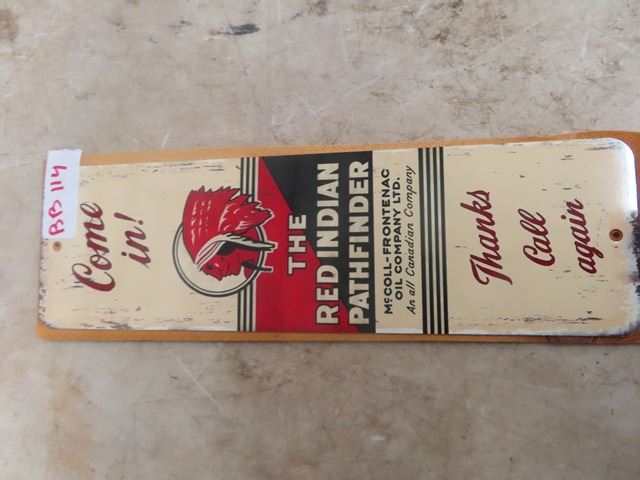 BB 114
Come
in!
THE
RED INDIAN
PATHFINDER
McCOLL-FRONTENAC
OIL COMPANY LTD.
An all Canadian Company
Thanks
Call
again